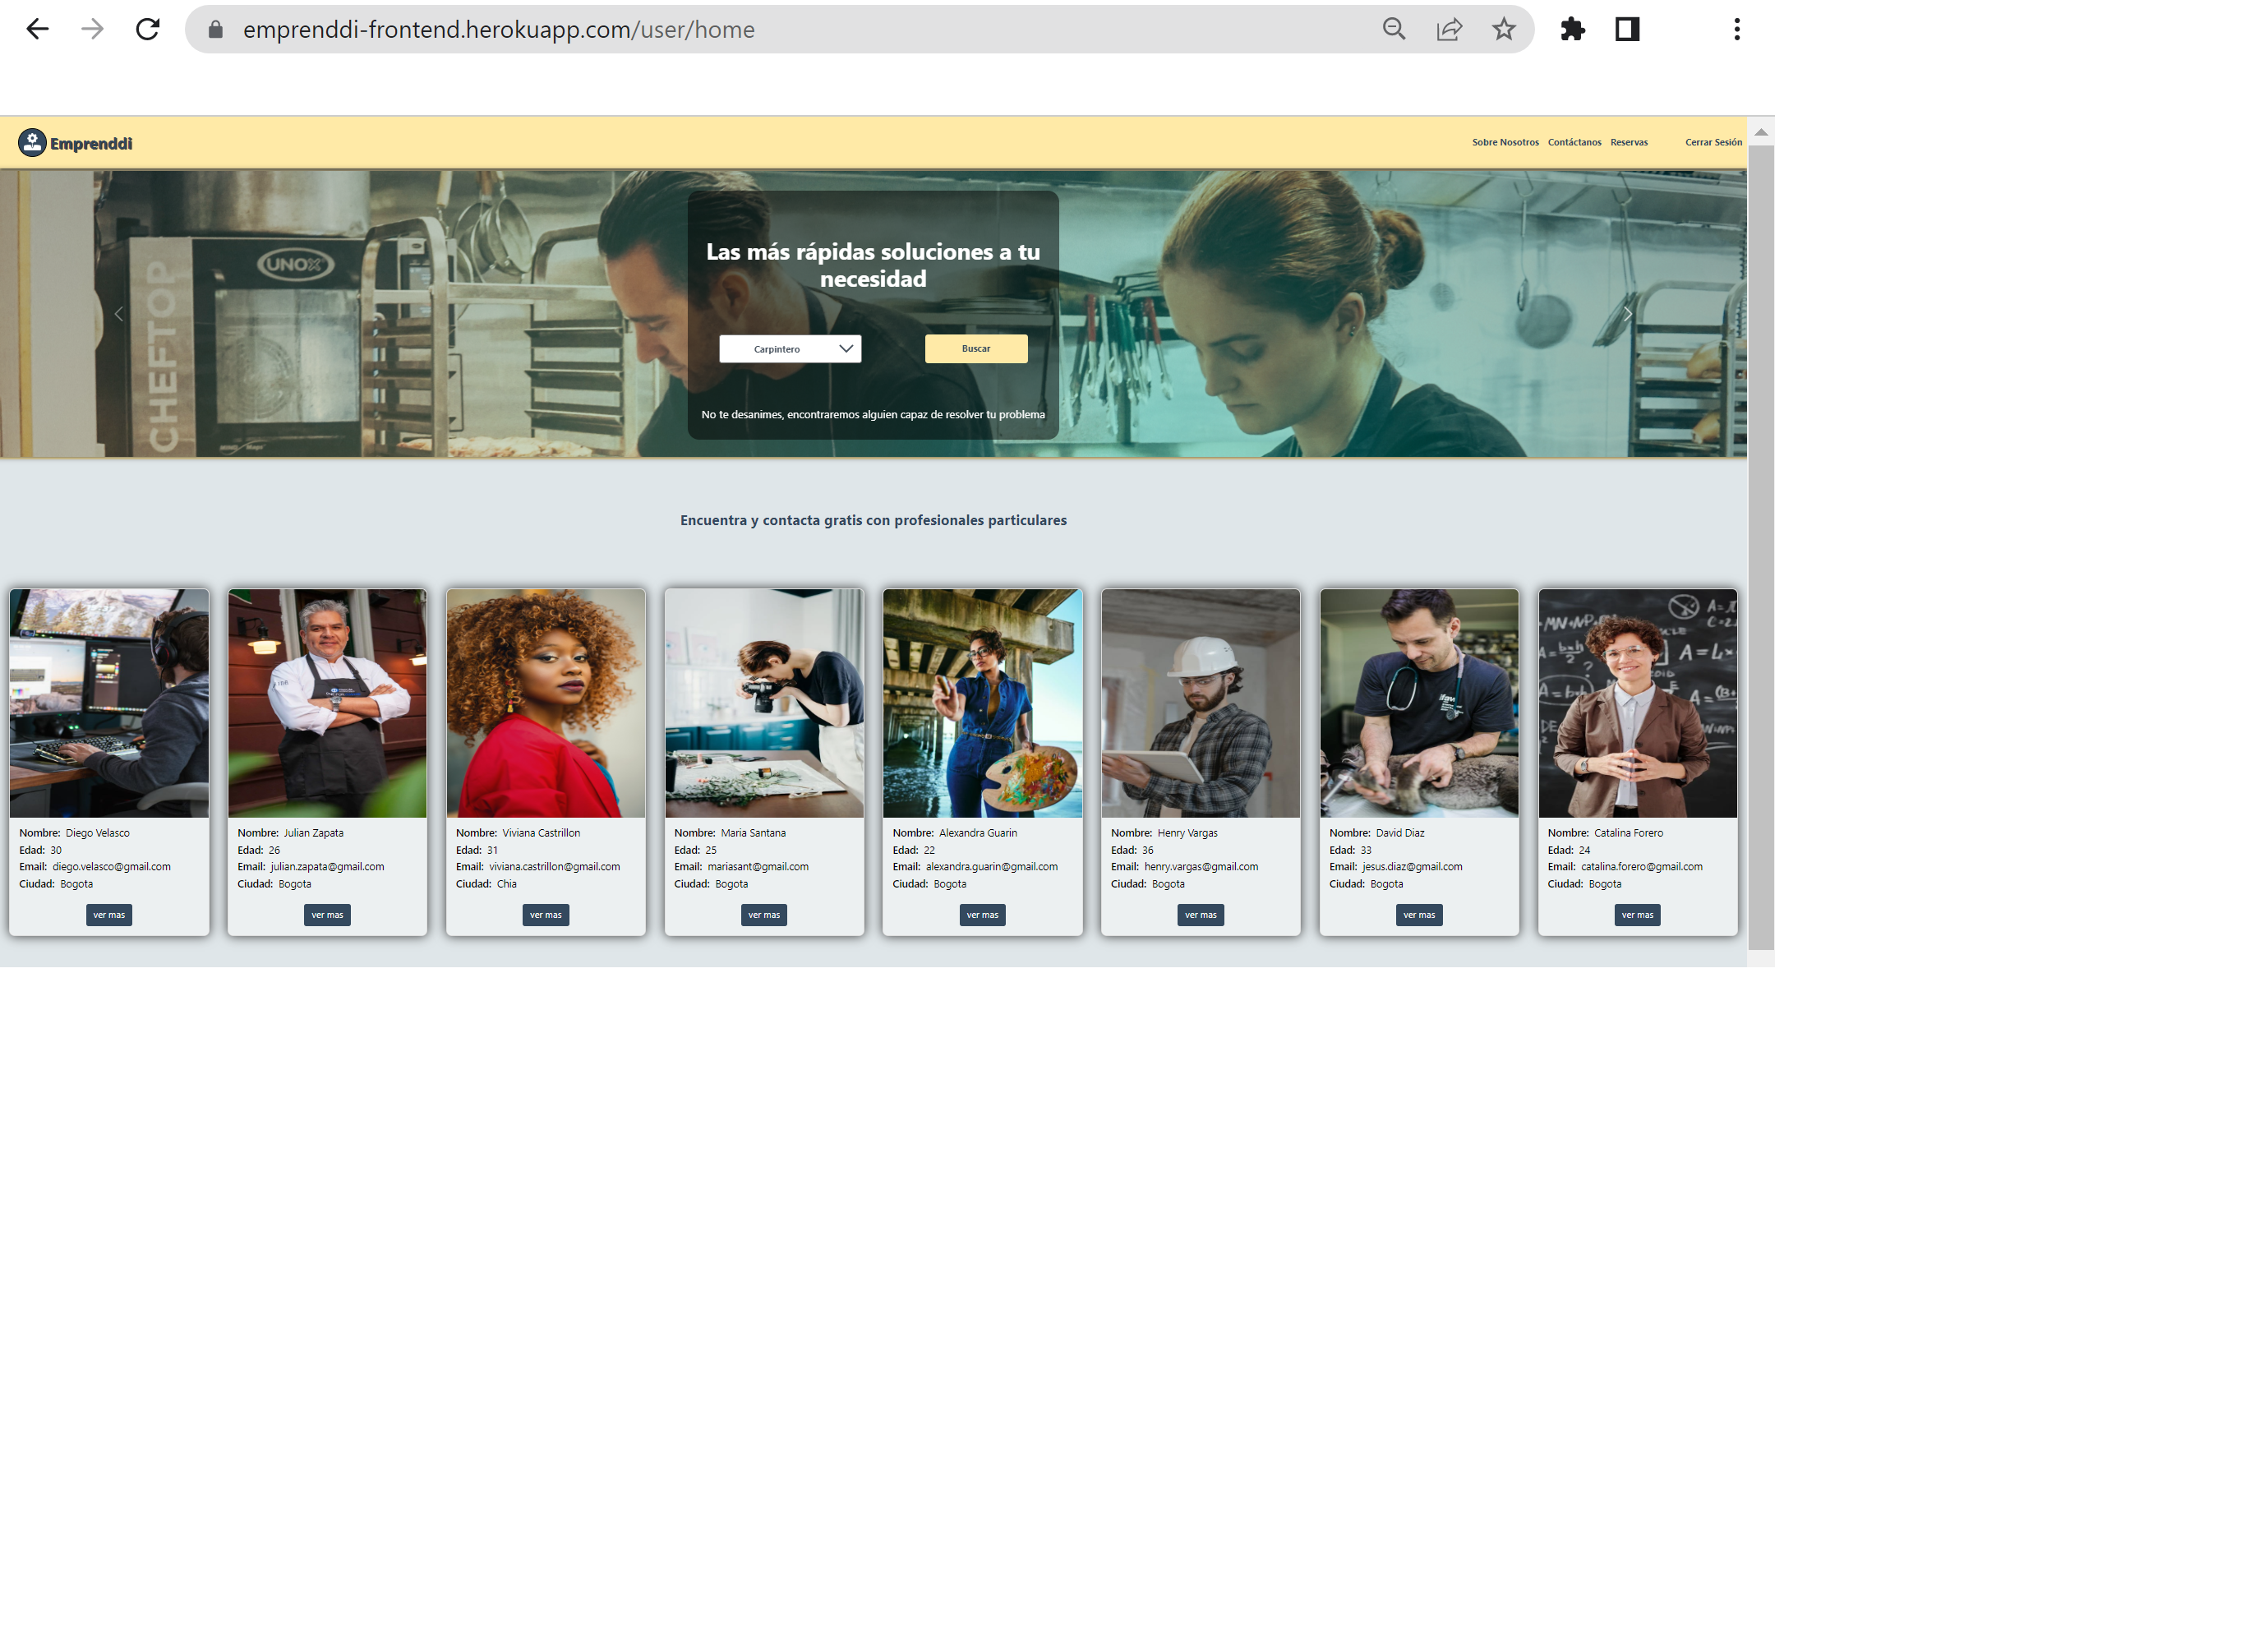 emprenddi-frontend.herokuapp.com/user/home
Emprenddi
Sobre Nosotros Contáctanos Reservas Cerrar Sesión
UNOX
CHEFTOP
Las más rápidas soluciones a tu
necesidad
Carpintero
Buscar
No te desanimes, encontraremos alguien capaz de resolver tu problema
Encuentra y contacta gratis con profesionales particulares
Nombre: Diego Velasco
Edad: 30
Email: diego.velasco@gmail.com
Ciudad: Bogota
ver mas
Nombre: Julian Zapata
Edad: 26
Email: julian.zapata@gmail.com
Ciudad: Bogota
ver mas
Nombre: Viviana Castrillon
Edad: 31
Email: viviana.castrillon@gmail.com
Ciudad: Chia
ver mas
Nombre: Maria Santana
Edad: 25
Email: mariasant@gmail.com
Ciudad: Bogota
ver mas
Nombre: Alexandra Guarin
Edad: 22
Email: alexandra.guarin@gmail.com
Ciudad: Bogota
ver mas
Nombre: Henry Vargas
Edad: 36
Email: henry.vargas@gmail.com
Ciudad: Bogota
ver mas
Nombre: David Diaz
Edad: 33
Email: jesus.diaz@gmail.com
Ciudad: Bogota
ver mas
Nombre: Catalina Forero
Edad: 24
Email: catalina.forero@gmail.com
Ciudad: Bogota
ver mas